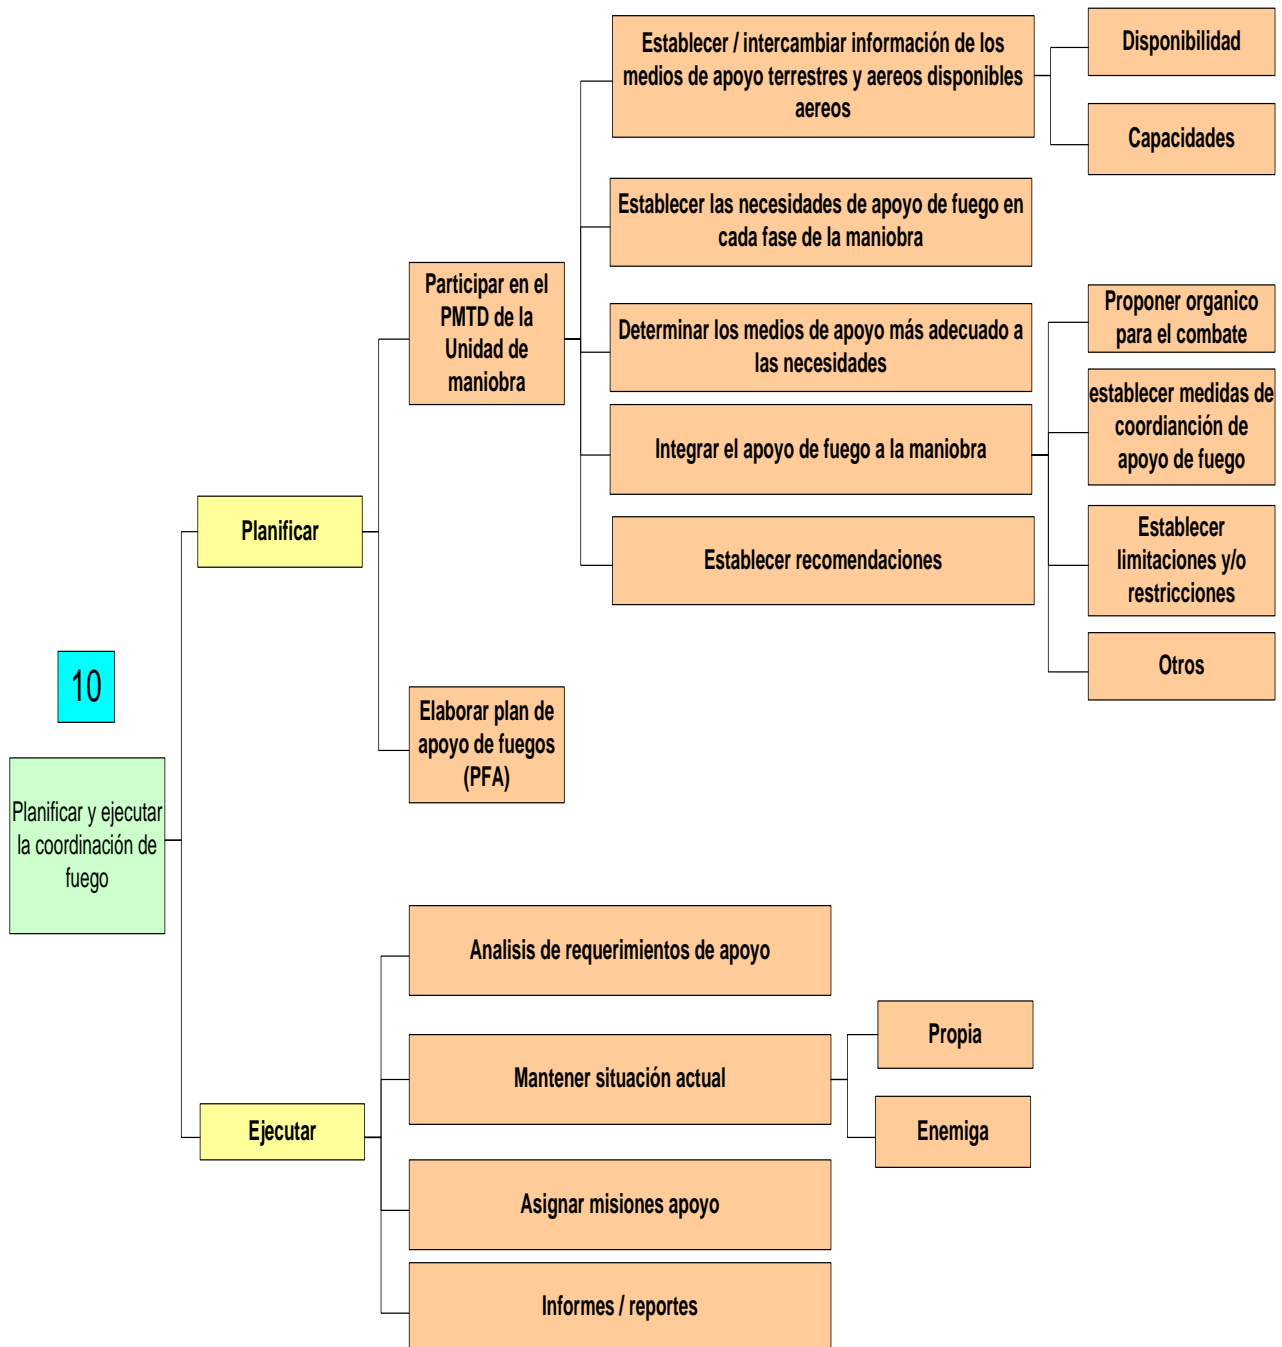 Establecer / intercambiar información de los
medios de apoyo terrestres y aereos disponibles
aereos
Disponibilidad
Capacidades
Establecer las necesidades de apoyo de fuego en
cada fase de la maniobra
Participar en el
PMTD de la
Unidad de
maniobra
Determinar los medios de apoyo más adecuado a
las necesidades
Proponer organico
para el combate
establecer medidas de
coordianción de
apoyo de fuego
Integrar el apoyo de fuego a la maniobra
Establecer
limitaciones y/o
restricciones
Establecer recomendaciones
Otros
Planificar
10
Elaborar plan de
apoyo de fuegos
(PFA)
Planificar y ejecutar
la coordinación de
fuego
Analisis de requerimientos de apoyo
Mantener situación actual
Propia
Enemiga
Ejecutar
Asignar misiones apoyo
Informes / reportes